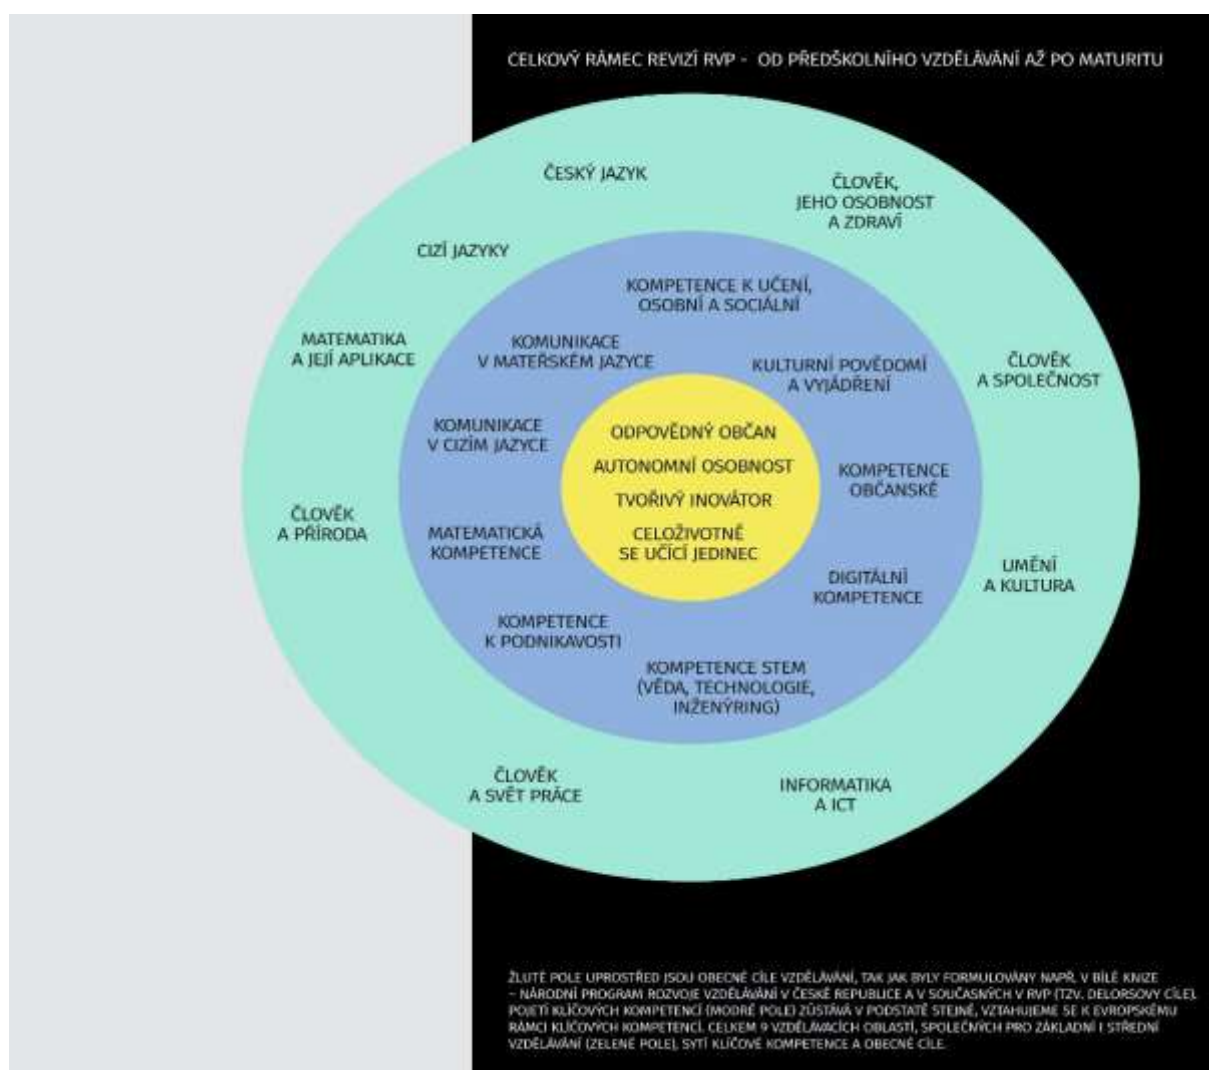 CELKOVÝ RÁMEC REVIZÍ RVP - OD PŘEDŠKOLNÍHO VZDĚLÁVÁNÍ AŽ PO MATURITU
ČESKÝ JAZYK
ČLOVĚK,
JEHO OSOBNOST
A ZDRAVÍ
CIZÍ JAZYKY
KOMPETENCE K UČENÍ,
OSOBNÍ A SOCIÁLNÍ
MATEMATIKA
A JEJÍ APLIKACE
KOMUNIKACE
V MATEŘSKÉM JAZYCE
KULTURNÍ POVĚDOMÍ
A VYJÁDŘENÍ
ČLOVĚK
A SPOLEČNOST
KOMUNIKACE
V CIZÍM JAZYCE
ODPOVĚDNÝ OBČAN
AUTONOMNÍ OSOBNOST
TVOŘIVÝ INOVÁTOR
CELOŽIVOTNĚ
SE UČÍCÍ JEDINEC
KOMPETENCE
OBČANSKÉ
ČLOVĚK
A PŘÍRODA
MATEMATICKÁ
KOMPETENCE
UMĚNÍ
A KULTURA
DIGITÁLNÍ
KOMPETENCE
KOMPETENCE
K PODNIKAVOSTI
KOMPETENCE STEM
(VĚDA, TECHNOLOGIE,
INŽENÝRING)
ČLOVĚK
A SVĚT PRÁCE
INFORMATIKA
A ICT
ŽLUTÉ POLE UPROSTŘED JSOU OBECNÉ CÍLE VZDĚLÁVÁNÍ, TAK JAK BYLY FORMULOVÁNY NAPŘ. V BÍLÉ KNIZE
– NÁRODNÍ PROGRAM ROZVOJE VZDĚLÁVÁNÍ V ČESKÉ REPUBLICE A V SOUČASNÝCH V RVP (TZV. DELORSOVY CÍLE).
POJETÍ KLÍČOVÝCH KOMPETENCÍ (MODRÉ POLE) ZŮSTÁVÁ V PODSTATĚ STEJNÉ, VZTAHUJEME SE K EVROPSKÉMU
RÁMCI KLÍČOVÝCH KOMPETENCÍ. CELKEM 9 VZDĚLÁVACÍCH OBLASTÍ, SPOLEČNÝCH PRO ZÁKLADNÍ I STŘEDNÍ
VZDĚLÁVÁNÍ (ZELENÉ POLE), SYTÍ KLÍČOVÉ KOMPETENCE A OBECNÉ CÍLE.